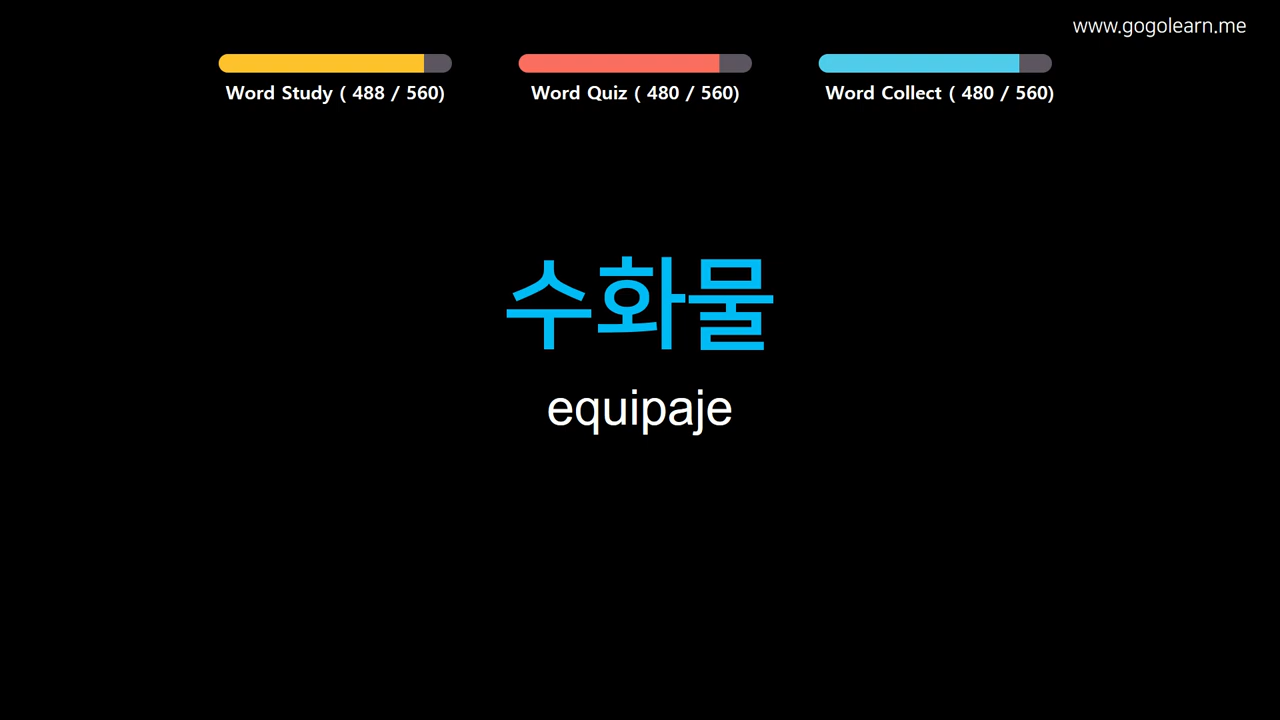 www.gogolearn.me
Word Study ( 488 / 560)
Word Quiz ( 480 / 560)
Word Collect ( 480 / 560)
수화물
equipaje